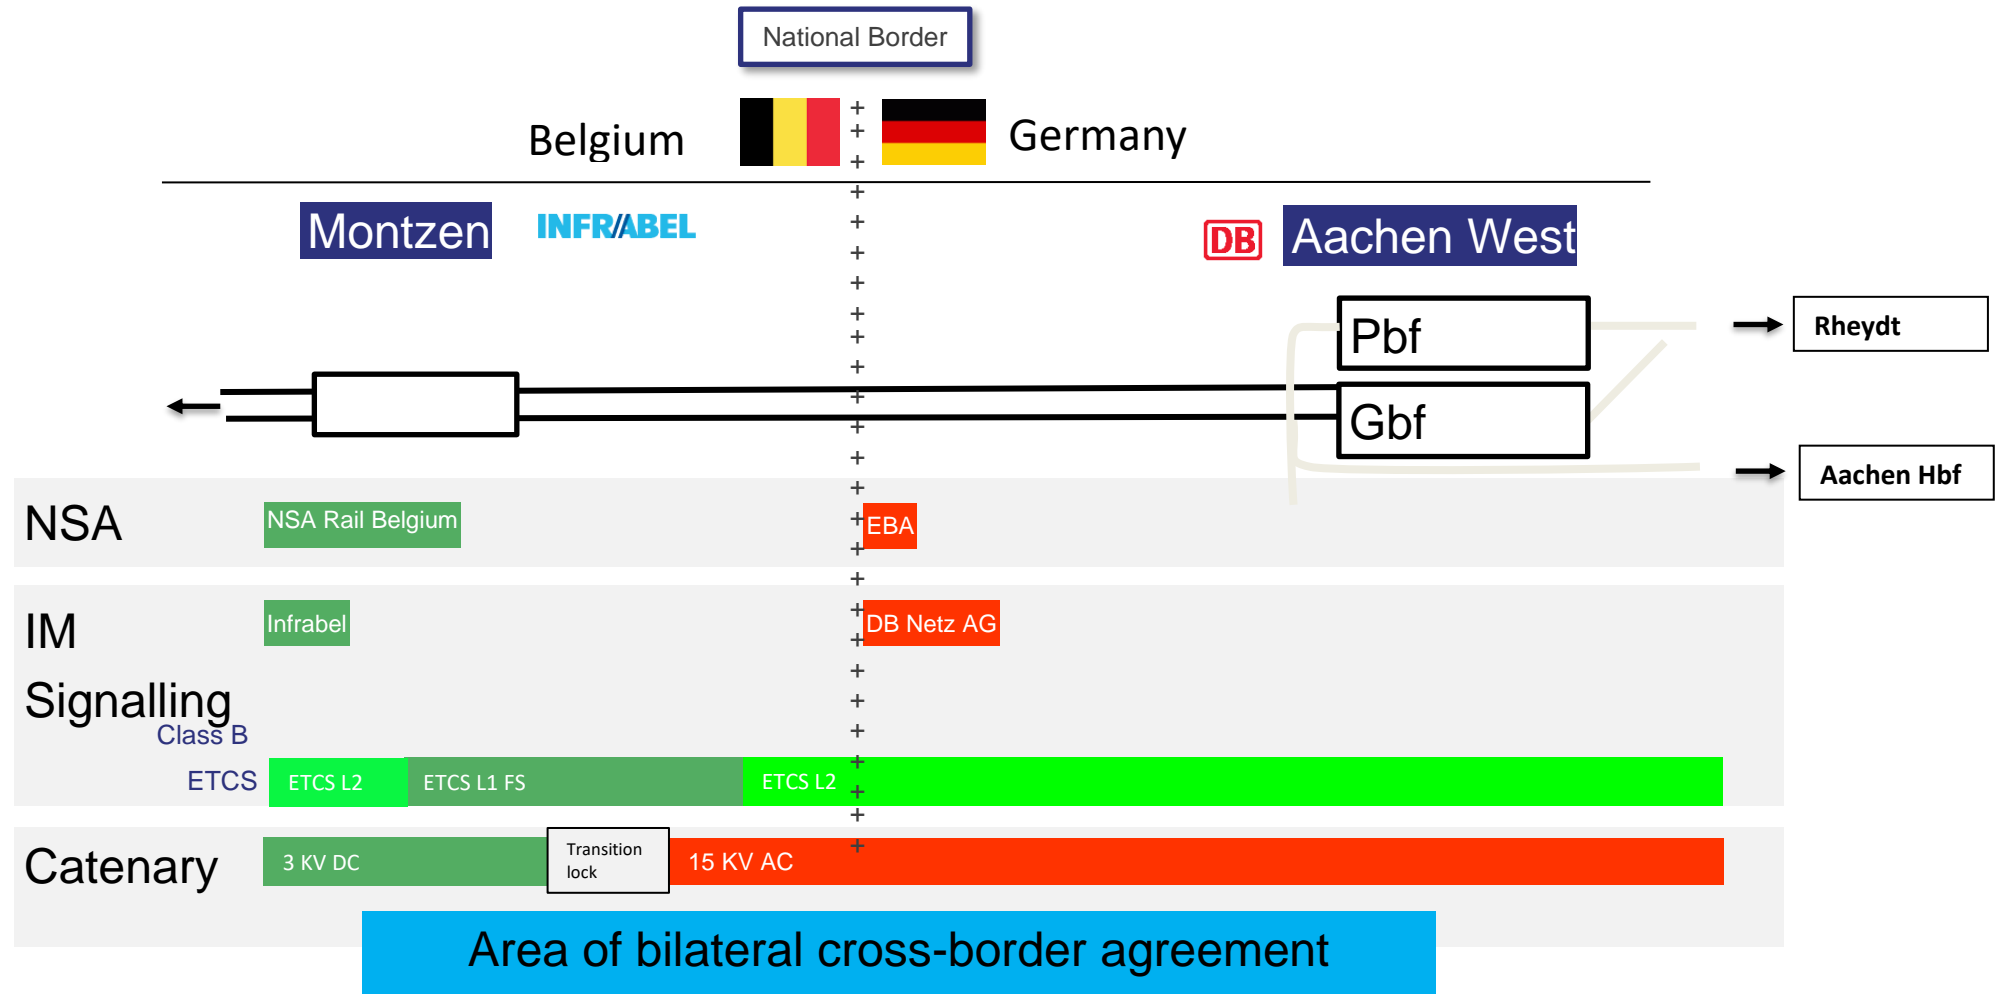 National Border
Belgium
Germany
Montzen
INFRABEL
DB
Aachen West
Pbf
Rheydt
Gbf
Aachen Hbf
NSA
NSA Rail Belgium
EBA
IM
Infrabel
DB Netz AG
Signalling
Class B
ETCS
ETCS L2
ETCS L1 FS
ETCS L2
Catenary
3 KV DC
Transition
lock
15 KV AC
Area of bilateral cross-border agreement